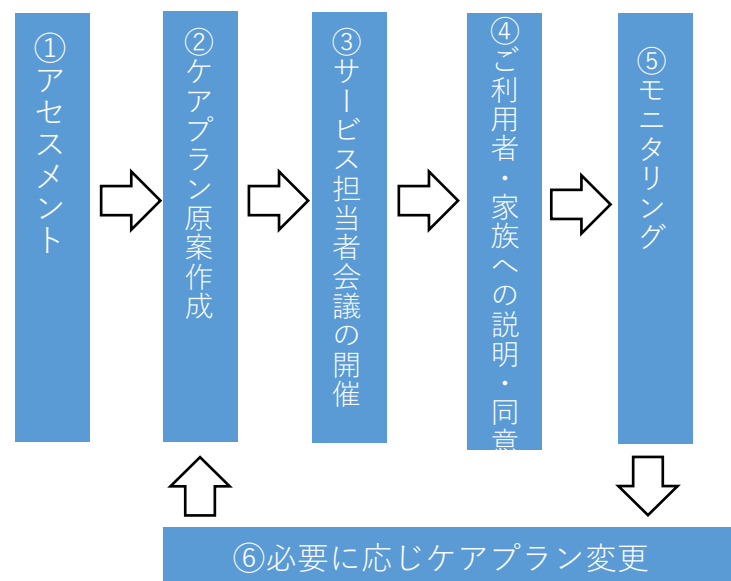 ①アセスメント
②ケアプラン原案作成
③サービス担当者会議の開催
④ご利用者・家族への説明・同意
⑤モニタリング
⑥必要に応じケアプラン変更